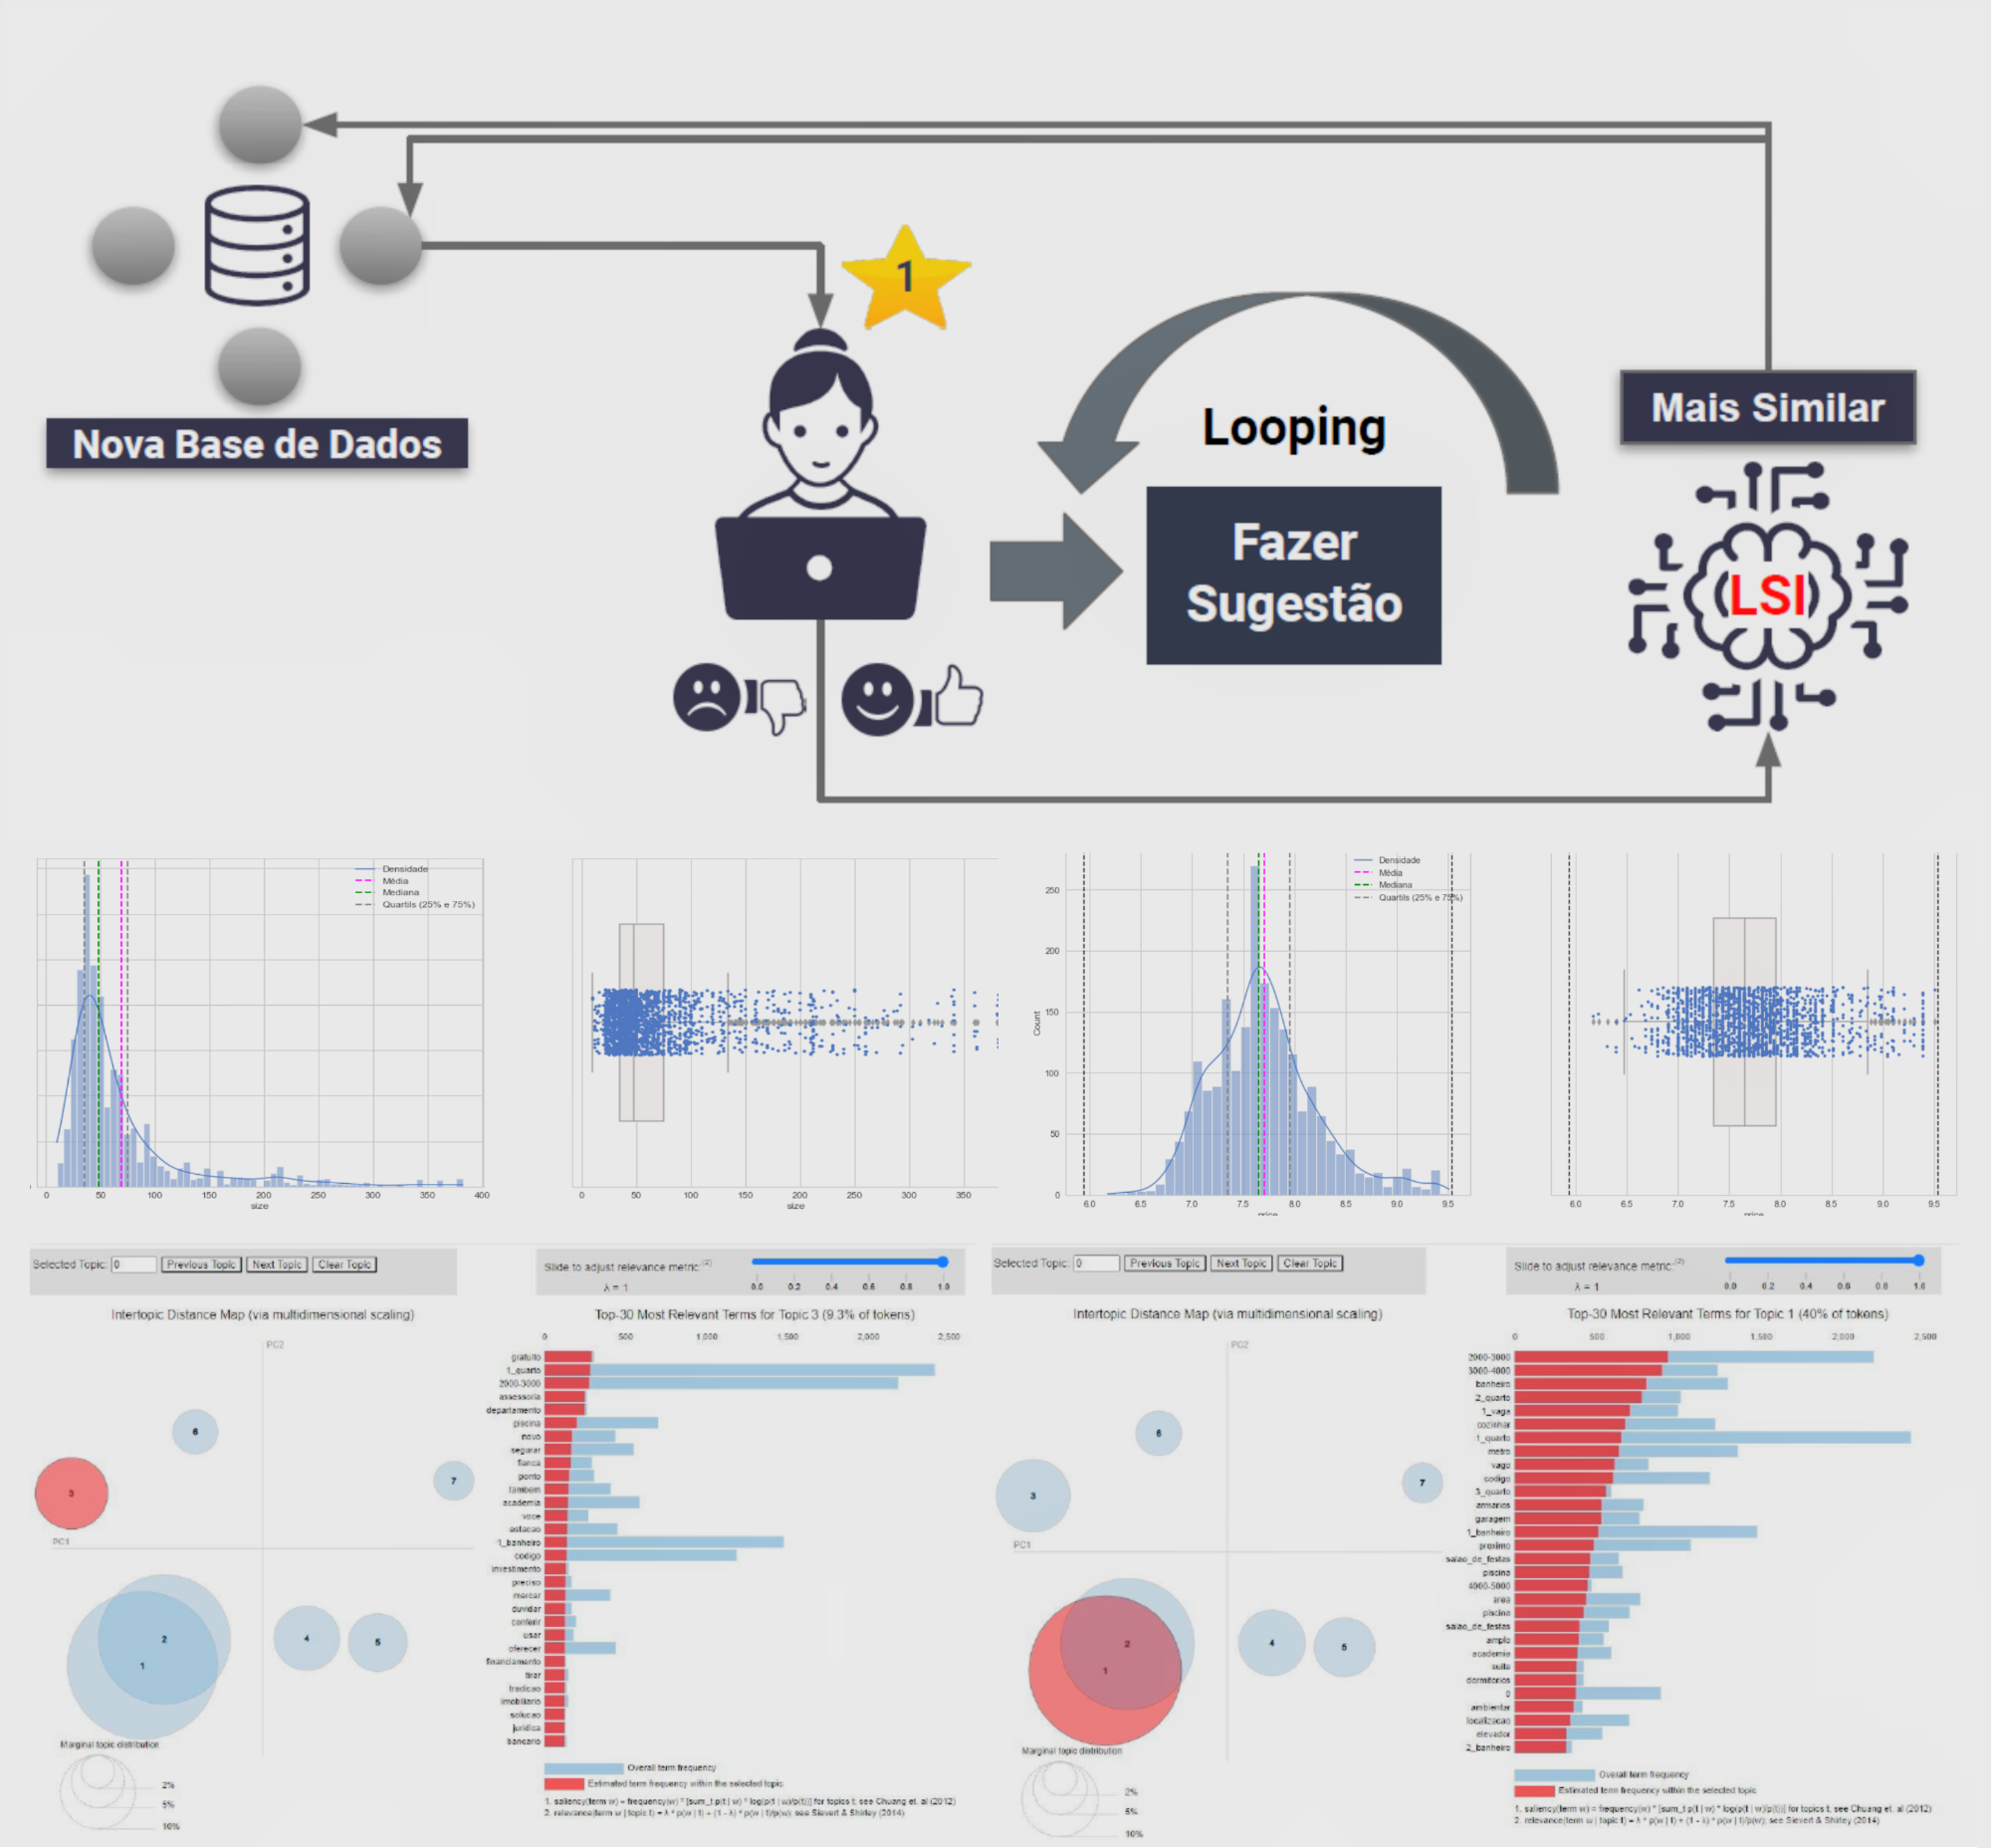 1
Nova Base de Dados
Looping
Fazer
Sugestão
Mais Similar
LSI
Densidade
Média
Mediana
Quartils (25% e 75%)
0 50 100 150 200 250 300 350 400
size
0 50 100 150 200 250 300 350
size
Densidade
Média
Mediana
Quartils (25% e 75%)
Count
250
200
150
100
50
0
6.0 6.5 7.0 7.5 8.0 8.5 9.0 9.5
price
6.0 6.5 7.0 7.5 8.0 8.5 9.0 9.5
price
Selected Topic: 0 Previous Topic Next Topic Clear Topic
Slide to adjust relevance metric:(2)
λ = 1
0.0 0.2 0.4 0.6 0.8 1.0
Intertopic Distance Map (via multidimensional scaling)
PC2
PC1
6
3
7
2
1
4
5
Marginal topic distribution
2%
5%
10%
Top-30 Most Relevant Terms for Topic 3 (9.3% of tokens)
0 500 1,000 1,500 2,000 2,500
gratuito
1_quarto
2000-3000
assessoria
departamento
piscina
novo
segurar
fianca
ponto
tambem
academia
voce
estacao
1_banheiro
codigo
investimento
preciso
marcar
duvidar
conferir
usar
oferecer
financiamento
tirar
tradicao
imobiliario
solucao
juridica
bancario
Overall term frequency
Estimated term frequency within the selected topic
1. saliency(term w) = frequency(w) * [sum_t p(t | w) * log(p(t | w)/p(t))] for topics t; see Chuang et. al (2012)
2. relevance(term w | topic t) = λ * p(w | t) + (1 - λ) * p(w | t)/p(w); see Sievert & Shirley (2014)
Selected Topic: 0 Previous Topic Next Topic Clear Topic
Slide to adjust relevance metric:(2)
λ = 1
0.0 0.2 0.4 0.6 0.8 1.0
Intertopic Distance Map (via multidimensional scaling)
PC2
PC1
6
3
7
2
1
4
5
Marginal topic distribution
2%
5%
10%
Top-30 Most Relevant Terms for Topic 1 (40% of tokens)
0 500 1,000 1,500 2,000 2,500
2000-3000
3000-4000
banheiro
2_quarto
1_vaga
cozinhar
1_quarto
metro
vago
codigo
3_quarto
armarios
garagem
1_banheiro
proximo
salao_de_festas
piscina
4000-5000
area
piscina
salao_de_festas
amplo
academia
suite
dormitorios
0
ambientar
localizacao
elevador
2_banheiro
Overall term frequency
Estimated term frequency within the selected topic
1. saliency(term w) = frequency(w) * [sum_t p(t | w) * log(p(t | w)/p(t))] for topics t; see Chuang et. al (2012)
2. relevance(term w | topic t) = λ * p(w | t) + (1 - λ) * p(w | t)/p(w); see Sievert & Shirley (2014)